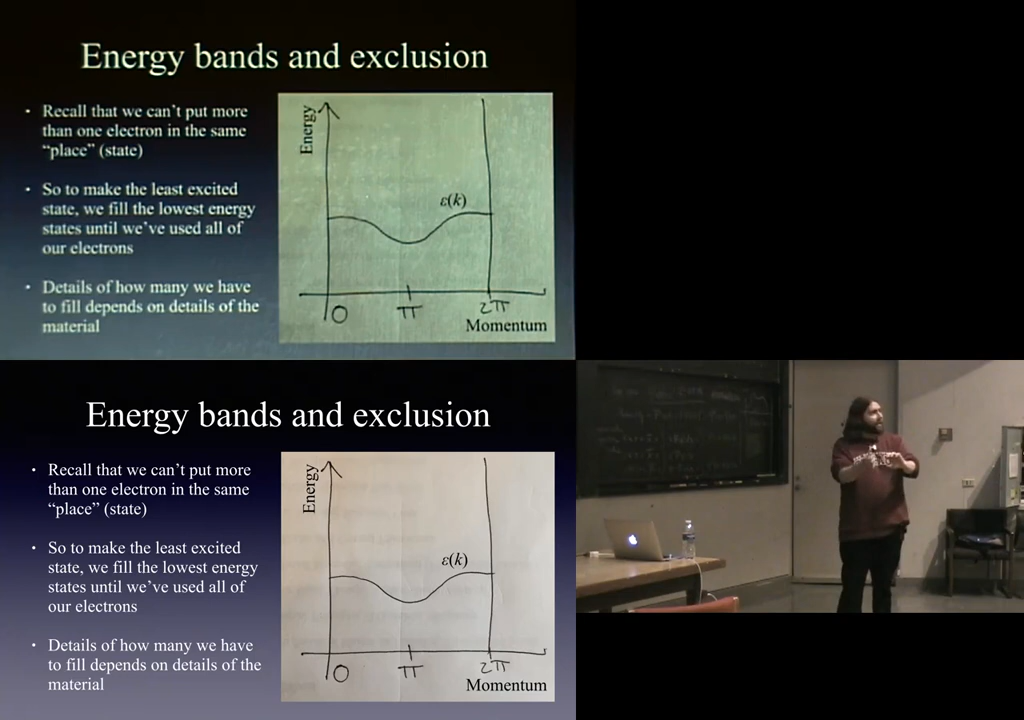 Energy bands and exclusion
• Recall that we can't put more
than one electron in the same
“place” (state)
• So to make the least excited
state, we fill the lowest energy
states until we've used all of
our electrons
• Details of how many we have
to fill depends on details of the
material
Energy
ε(k)
0
π
2π
Momentum
Energy bands and exclusion
• Recall that we can't put more
than one electron in the same
“place” (state)
• So to make the least excited
state, we fill the lowest energy
states until we've used all of
our electrons
• Details of how many we have
to fill depends on details of the
material
Energy
ε(k)
0
π
2π
Momentum